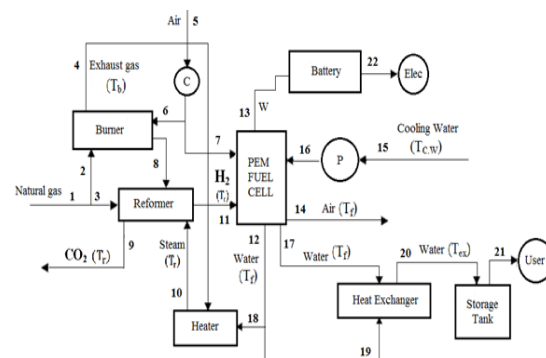 Air 5
4 Exhaust gas
(T_b)
C
Battery
22
Elec
13 W
6
Burner
7
16
P
15
Cooling Water
(T_C.W)
2
8
PEM
FUEL
CELL
Natural gas
1
3
Reformer
H₂
(T_r)
11
14
Air (T_f)
9
CO₂ (T_r)
Steam
(T_r)
10
12
Water
(T_f)
17
Water (T_f)
20
Water (T_ex)
21
User
Heat Exchanger
Storage
Tank
Heater
18
19